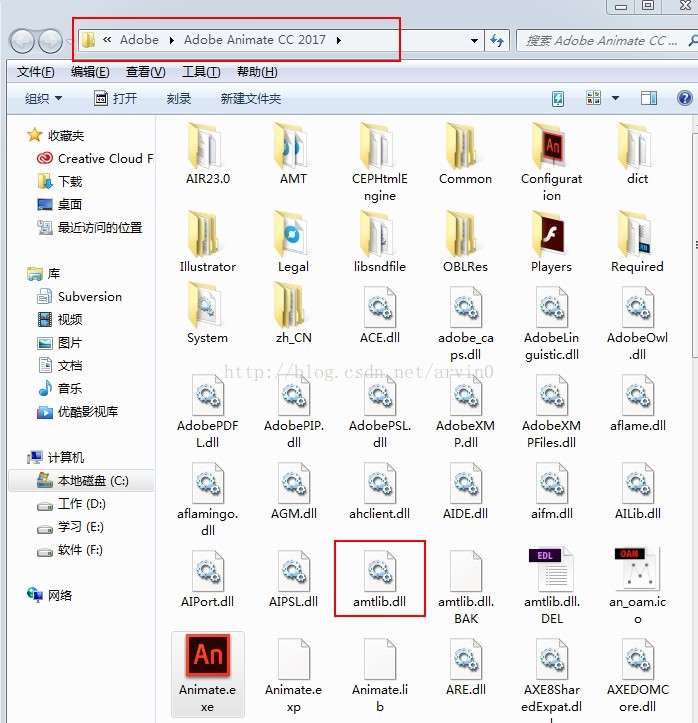 « Adobe ▸ Adobe Animate CC 2017 ▸
搜索 Adobe Animate CC ...
文件(F) 编辑(E) 查看(V) 工具(T) 帮助(H)
组织 打开 刻录 新建文件夹
收藏夹
Creative Cloud F
下载
桌面
最近访问的位置
库
Subversion
视频
图片
文档
音乐
优酷影视库
计算机
本地磁盘 (C:)
工作 (D:)
学习 (E:)
软件 (F:)
网络
AIR23.0
AMT
CEPHtmlEngine
Common
Configuration
dict
Illustrator
Legal
libsndfile
OBLRes
Players
Required
System
zh_CN
ACE.dll
adobe_caps.dll
AdobeLinguistic.dll
AdobeOwl.dll
http://blog.csdn.net/arvin0
AdobePDFL.dll
AdobePIP.dll
AdobePSL.dll
AdobeXMP.dll
AdobeXMPFiles.dll
aflame.dll
aflamingo.dll
AGM.dll
ahclient.dll
AIDE.dll
aifm.dll
AILib.dll
AIPort.dll
AIPSL.dll
amtlib.dll
amtlib.dll.BAK
EDL
amtlib.dll.DEL
OAM
an_oam.ico
An
Animate.exe
Animate.exp
Animate.lib
ARE.dll
AXE8SharedExpat.dll
AXEDOMCore.dll